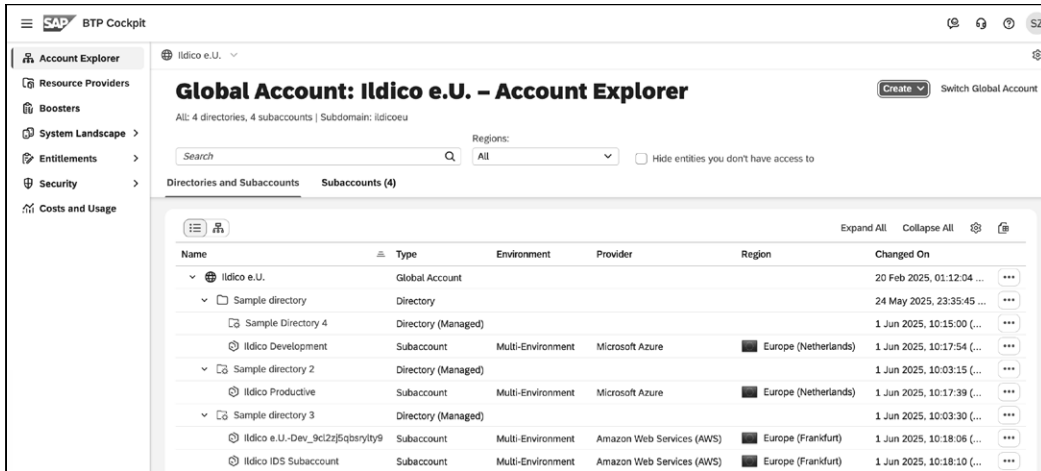 SAP BTP Cockpit
SZ
Account Explorer
Resource Providers
Boosters
System Landscape
Entitlements
Security
Costs and Usage
Ildico e.U.
Global Account: Ildico e.U. – Account Explorer
Create
Switch Global Account
All: 4 directories, 4 subaccounts | Subdomain: ildicoeu
Regions:
Search
All
Hide entities you don't have access to
Directories and Subaccounts Subaccounts (4)
Expand All Collapse All
Name Type Environment Provider Region Changed On
Ildico e.U. Global Account 20 Feb 2025, 01:12:04 ...
Sample directory Directory 24 May 2025, 23:35:45 ...
Sample Directory 4 Directory (Managed) 1 Jun 2025, 10:15:00 (...
Ildico Development Subaccount Multi-Environment Microsoft Azure Europe (Netherlands) 1 Jun 2025, 10:17:54 (...
Sample directory 2 Directory (Managed) 1 Jun 2025, 10:03:15 (...
Ildico Productive Subaccount Multi-Environment Microsoft Azure Europe (Netherlands) 1 Jun 2025, 10:17:39 (...
Sample directory 3 Directory (Managed) 1 Jun 2025, 10:03:30 (...
Subaccount Multi-Environment Amazon Web Services (AWS) Europe (Frankfurt) 1 Jun 2025, 10:18:06 (...
Ildico IDS Subaccount Subaccount Multi-Environment Amazon Web Services (AWS) Europe (Frankfurt) 1 Jun 2025, 10:18:10 (...